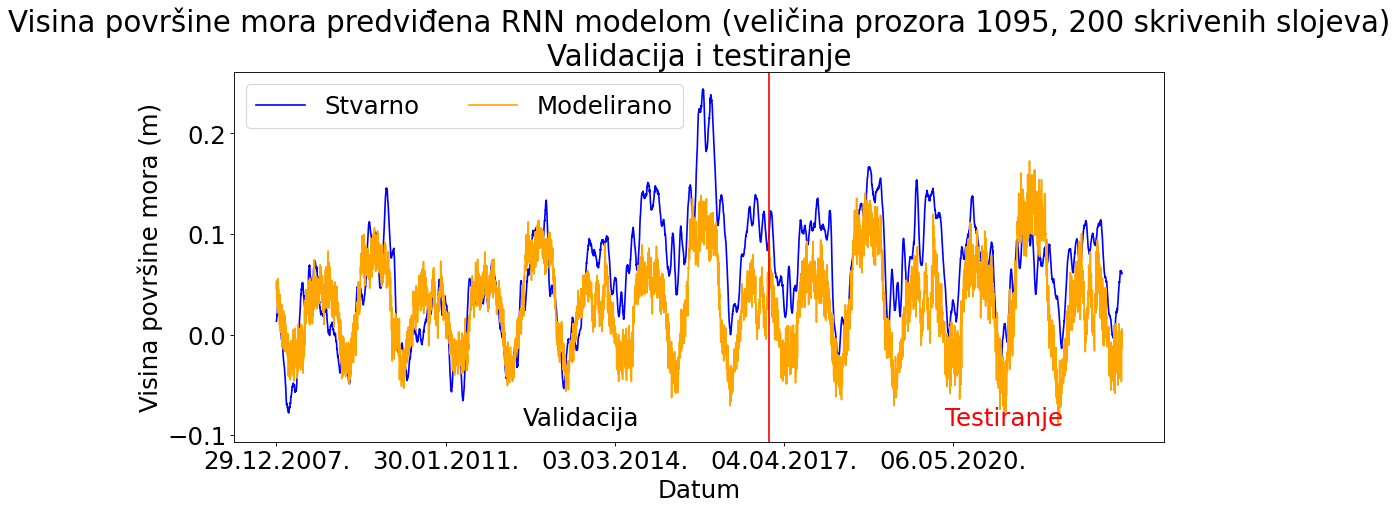 Visina površine mora predviđena RNN modelom (veličina prozora 1095, 200 skrivenih slojeva)
Validacija i testiranje
Stvarno
Modelirano
Visina površine mora (m)
0.2
0.1
0.0
−0.1
Validacija
Testiranje
29.12.2007.
30.01.2011.
03.03.2014.
04.04.2017.
06.05.2020.
Datum